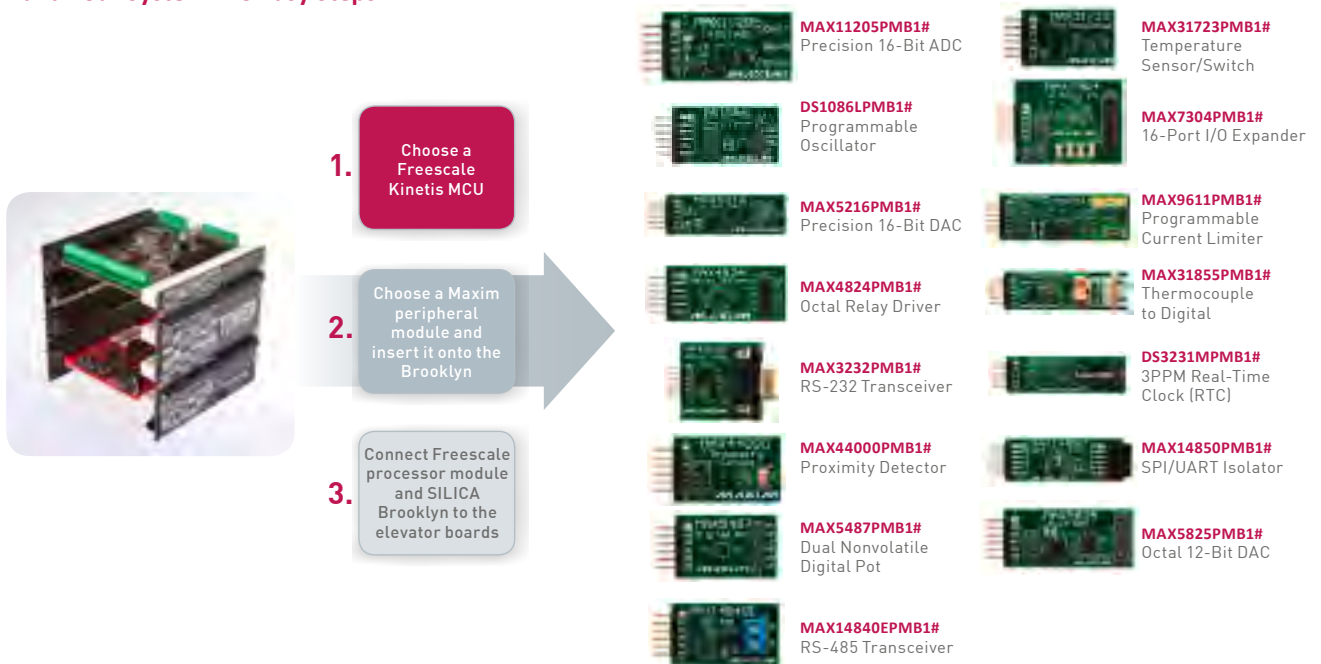 1.
Choose a
Freescale
Kinetis MCU
2.
Choose a Maxim
peripheral
module and
insert it onto the
Brooklyn
3.
Connect Freescale
processor module
and SILICA
Brooklyn to the
elevator boards
MAX11205PMB1#
Precision 16-Bit ADC
DS1086LPMB1#
Programmable
Oscillator
MAX5216PMB1#
Precision 16-Bit DAC
MAX4824PMB1#
Octal Relay Driver
MAX3232PMB1#
RS-232 Transceiver
MAX44000PMB1#
Proximity Detector
MAX5487PMB1#
Dual Nonvolatile
Digital Pot
MAX14840EPMB1#
RS-485 Transceiver
MAX31723PMB1#
Temperature
Sensor/Switch
MAX7304PMB1#
16-Port I/O Expander
MAX9611PMB1#
Programmable
Current Limiter
MAX31855PMB1#
Thermocouple
to Digital
DS3231MPMB1#
3PPM Real-Time
Clock (RTC)
MAX14850PMB1#
SPI/UART Isolator
MAX5825PMB1#
Octal 12-Bit DAC